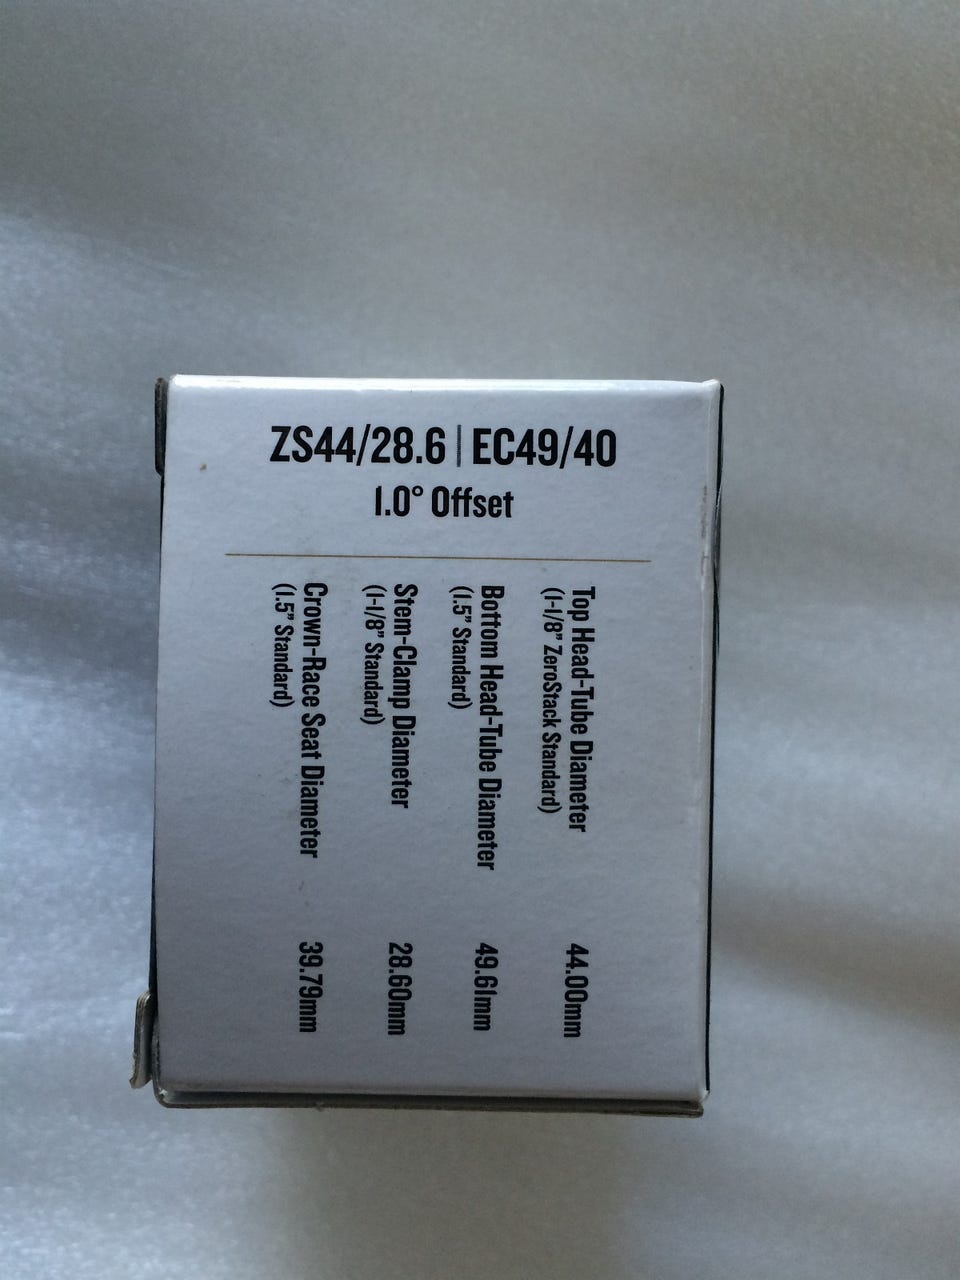 ZS44/28.6 | EC49/40
1.0° Offset
Top Head-Tube Diameter 44.00mm
(1-1/8” ZeroStack Standard)
Bottom Head-Tube Diameter 49.61mm
(1.5” Standard)
Stem-Clamp Diameter 28.60mm
(1-1/8” Standard)
Crown-Race Seat Diameter 39.79mm
(1.5” Standard)